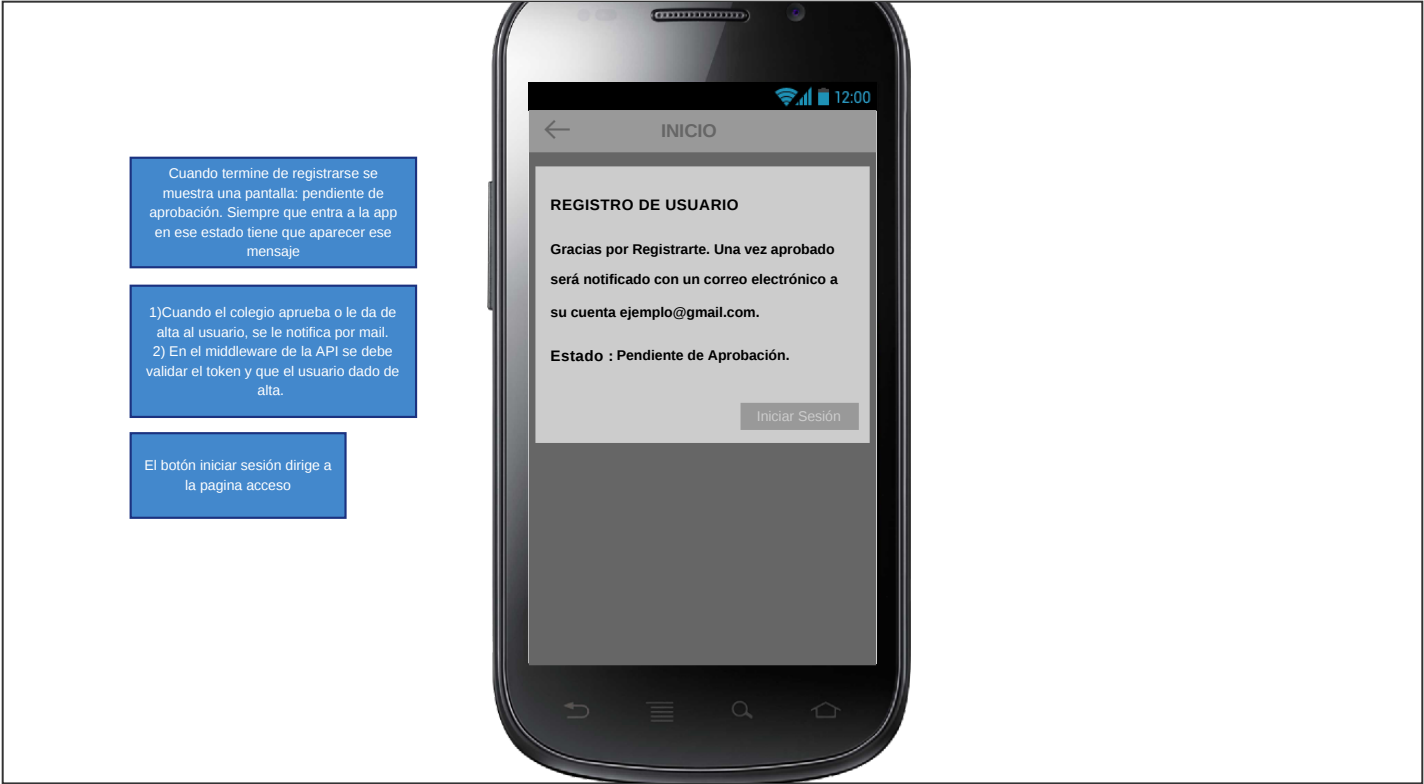 Cuando termine de registrarse se
muestra una pantalla: pendiente de
aprobación. Siempre que entra a la app
en ese estado tiene que aparecer ese
mensaje
1)Cuando el colegio aprueba o le da de
alta al usuario, se le notifica por mail.
2) En el middleware de la API se debe
validar el token y que el usuario dado de
alta.
El botón iniciar sesión dirige a
la pagina acceso
12:00
INICIO
REGISTRO DE USUARIO
Gracias por Registrarte. Una vez aprobado
será notificado con un correo electrónico a
su cuenta ejemplo@gmail.com.
Estado : Pendiente de Aprobación.
Iniciar Sesión